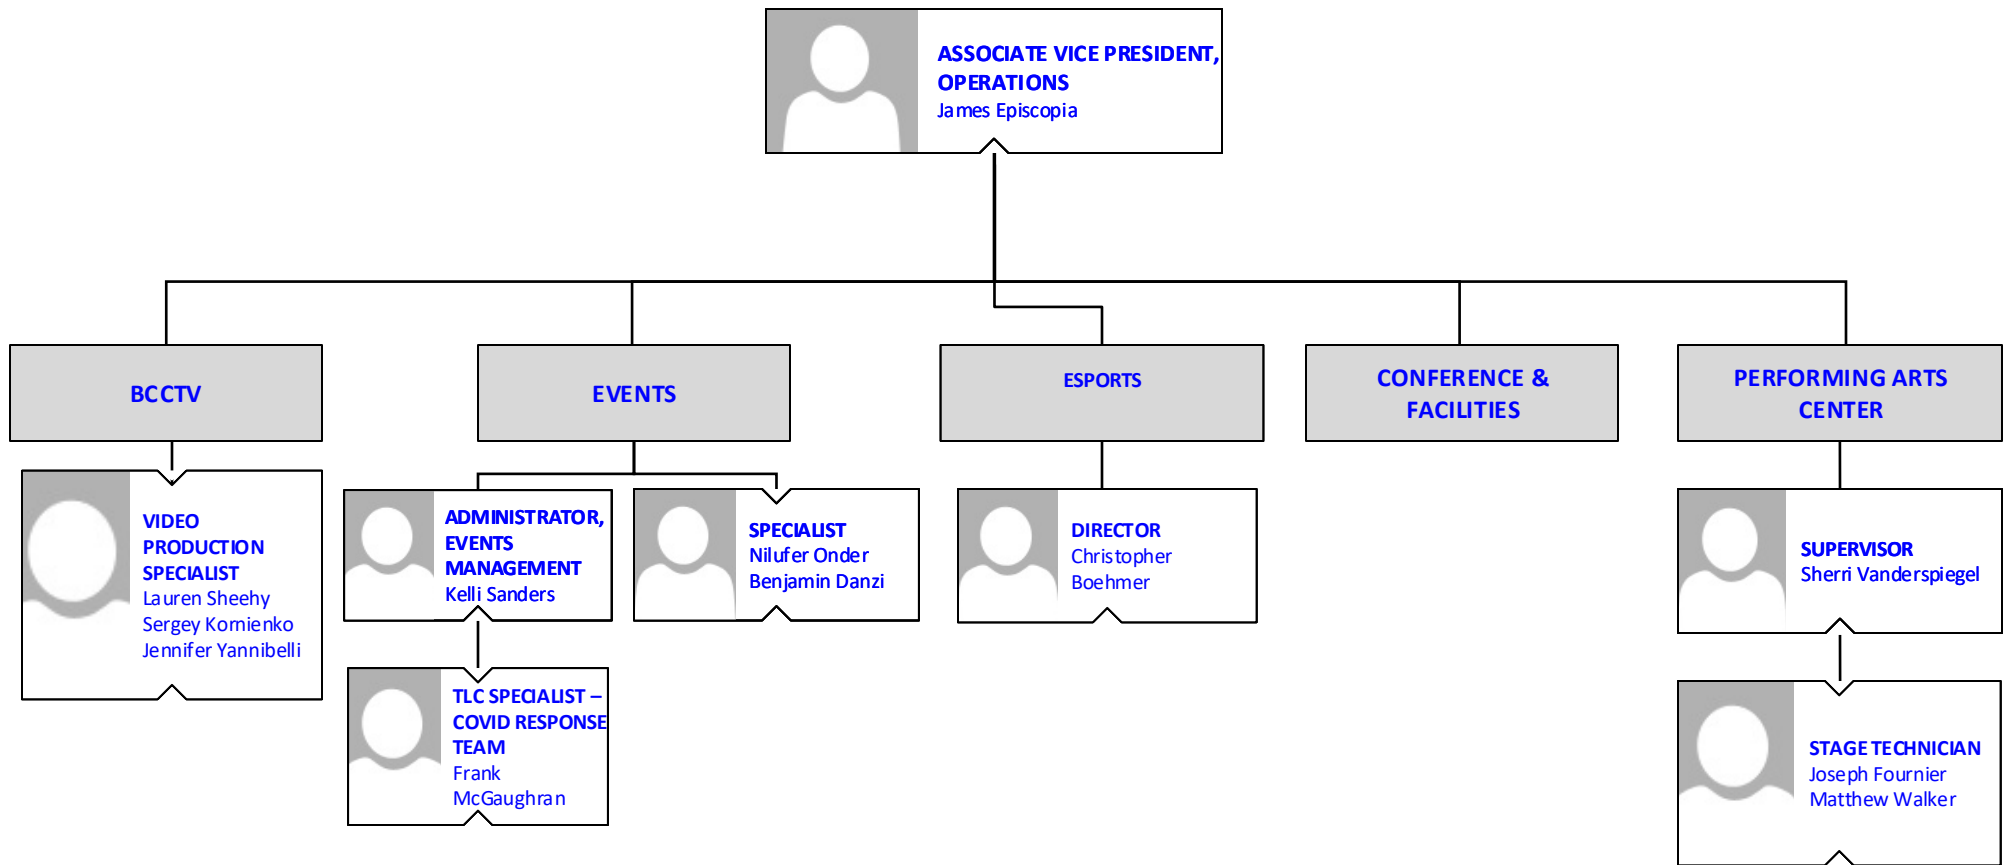 ASSOCIATE VICE PRESIDENT,
OPERATIONS
James Episcopia
BCCTV
EVENTS
ESPORTS
CONFERENCE &
FACILITIES
PERFORMING ARTS
CENTER
VIDEO
PRODUCTION
SPECIALIST
Lauren Sheehy
Sergey Kornienko
Jennifer Yannibelli
ADMINISTRATOR,
EVENTS
MANAGEMENT
Kelli Sanders
SPECIALIST
Nilufer Onder
Benjamin Danzi
DIRECTOR
Christopher
Boehmer
SUPERVISOR
Sherri Vanderspiegel
TLC SPECIALIST –
COVID RESPONSE
TEAM
Frank
McGaughran
STAGE TECHNICIAN
Joseph Fournier
Matthew Walker